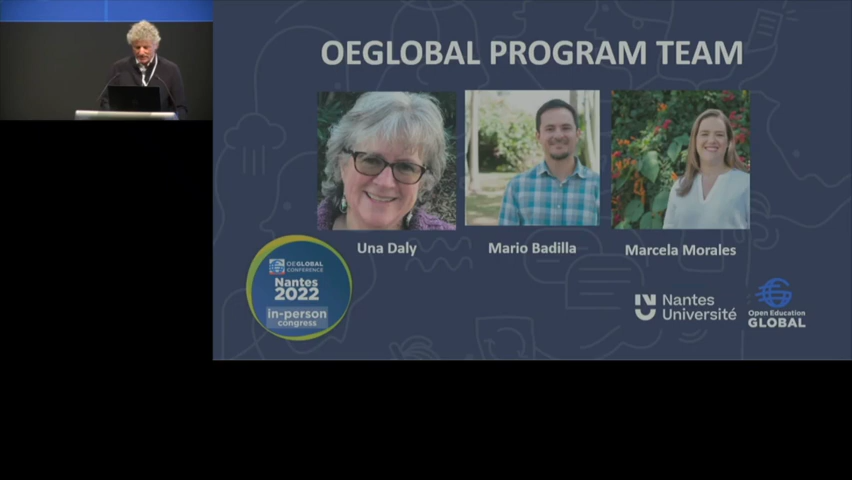 OEGLOBAL PROGRAM TEAM
Una Daly
Mario Badilla
Marcela Morales
OEGLOBAL
CONFERENCE
Nantes
2022
in-person
congress
Nantes
Université
Open Education
GLOBAL